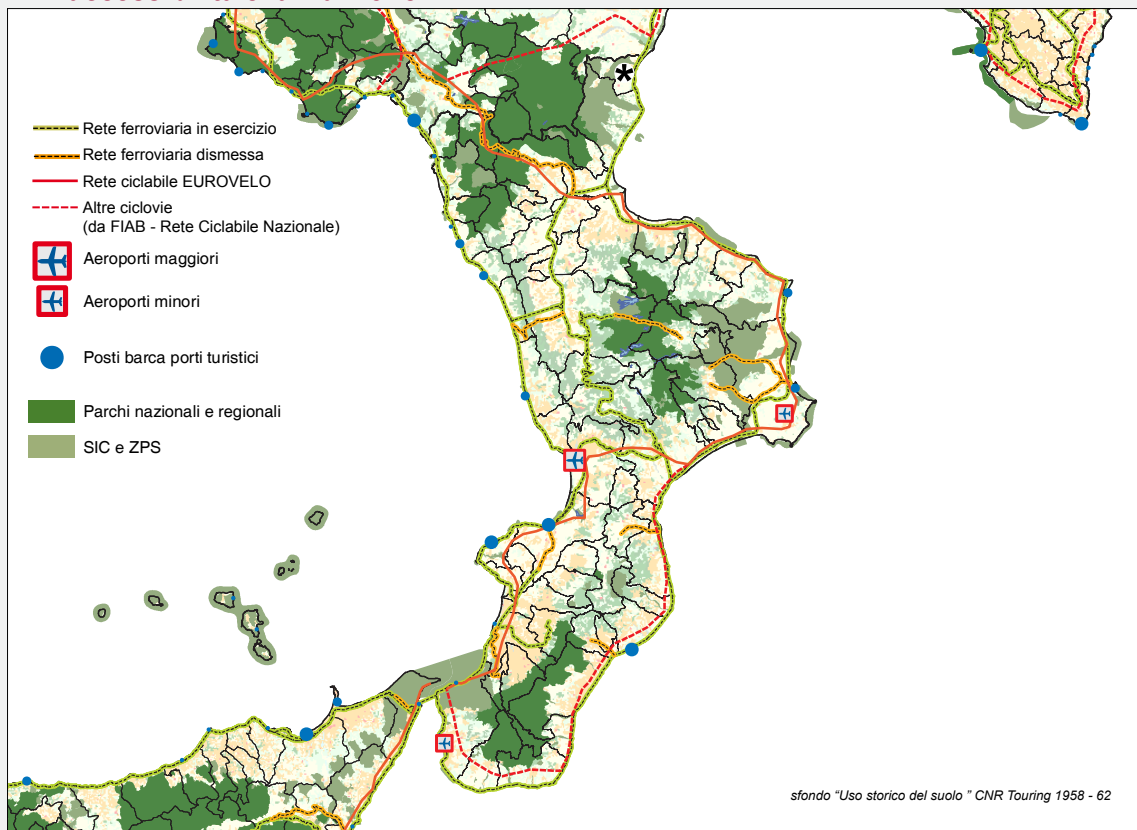 Rete ferroviaria in esercizio
Rete ferroviaria dismessa
Rete ciclabile EUROVELO
Altre ciclovie
(da FIAB - Rete Ciclabile Nazionale)
Aeroporti maggiori
Aeroporti minori
Posti barca porti turistici
Parchi nazionali e regionali
SIC e ZPS
*
sfondo “Uso storico del suolo ” CNR Touring 1958 - 62